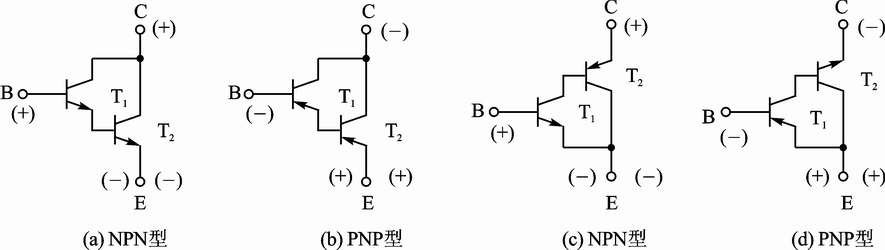 C
(+)
B
(+)
T₁
T₂
(−) (−)
E
(a) NPN型
C
(−)
B
(−)
T₁
T₂
(+) (+)
E
(b) PNP型
C
(+)
T₂
B
(+)
T₁
(−) (−)
E
(c) NPN型
C
(−)
T₂
B
(−)
T₁
(+) (+)
E
(d) PNP型